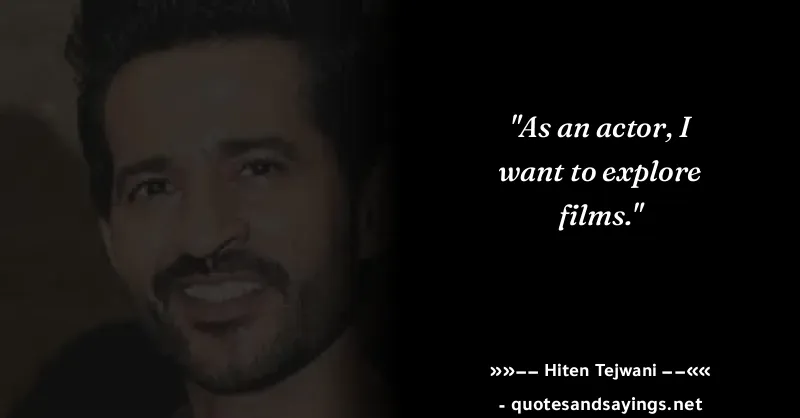 "As an actor, I
want to explore
films."
»»−− Hiten Tejwani −−««
- quotesandsayings.net